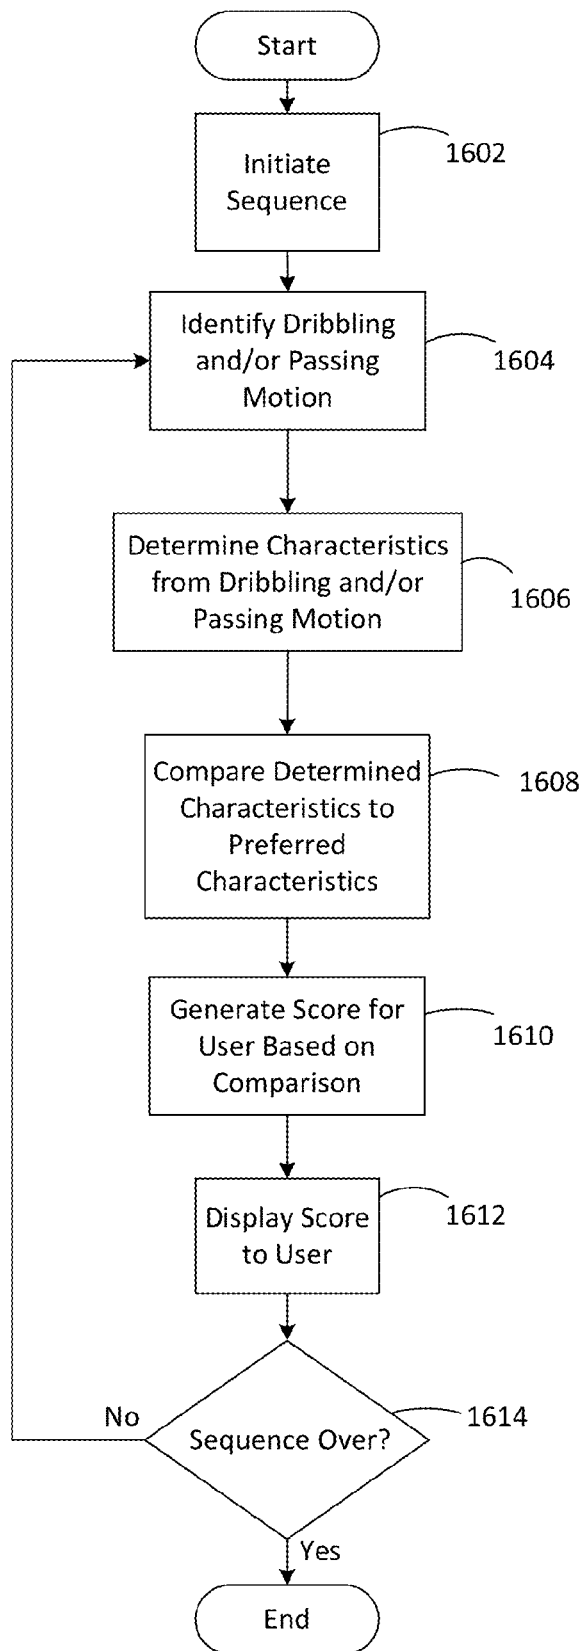 Start
Initiate
Sequence
1602
Identify Dribbling
and/or Passing
Motion
1604
Determine Characteristics
from Dribbling and/or
Passing Motion
1606
Compare Determined
Characteristics to
Preferred
Characteristics
1608
Generate Score for
User Based on
Comparison
1610
Display Score
to User
1612
Sequence Over?
1614
No
Yes
End